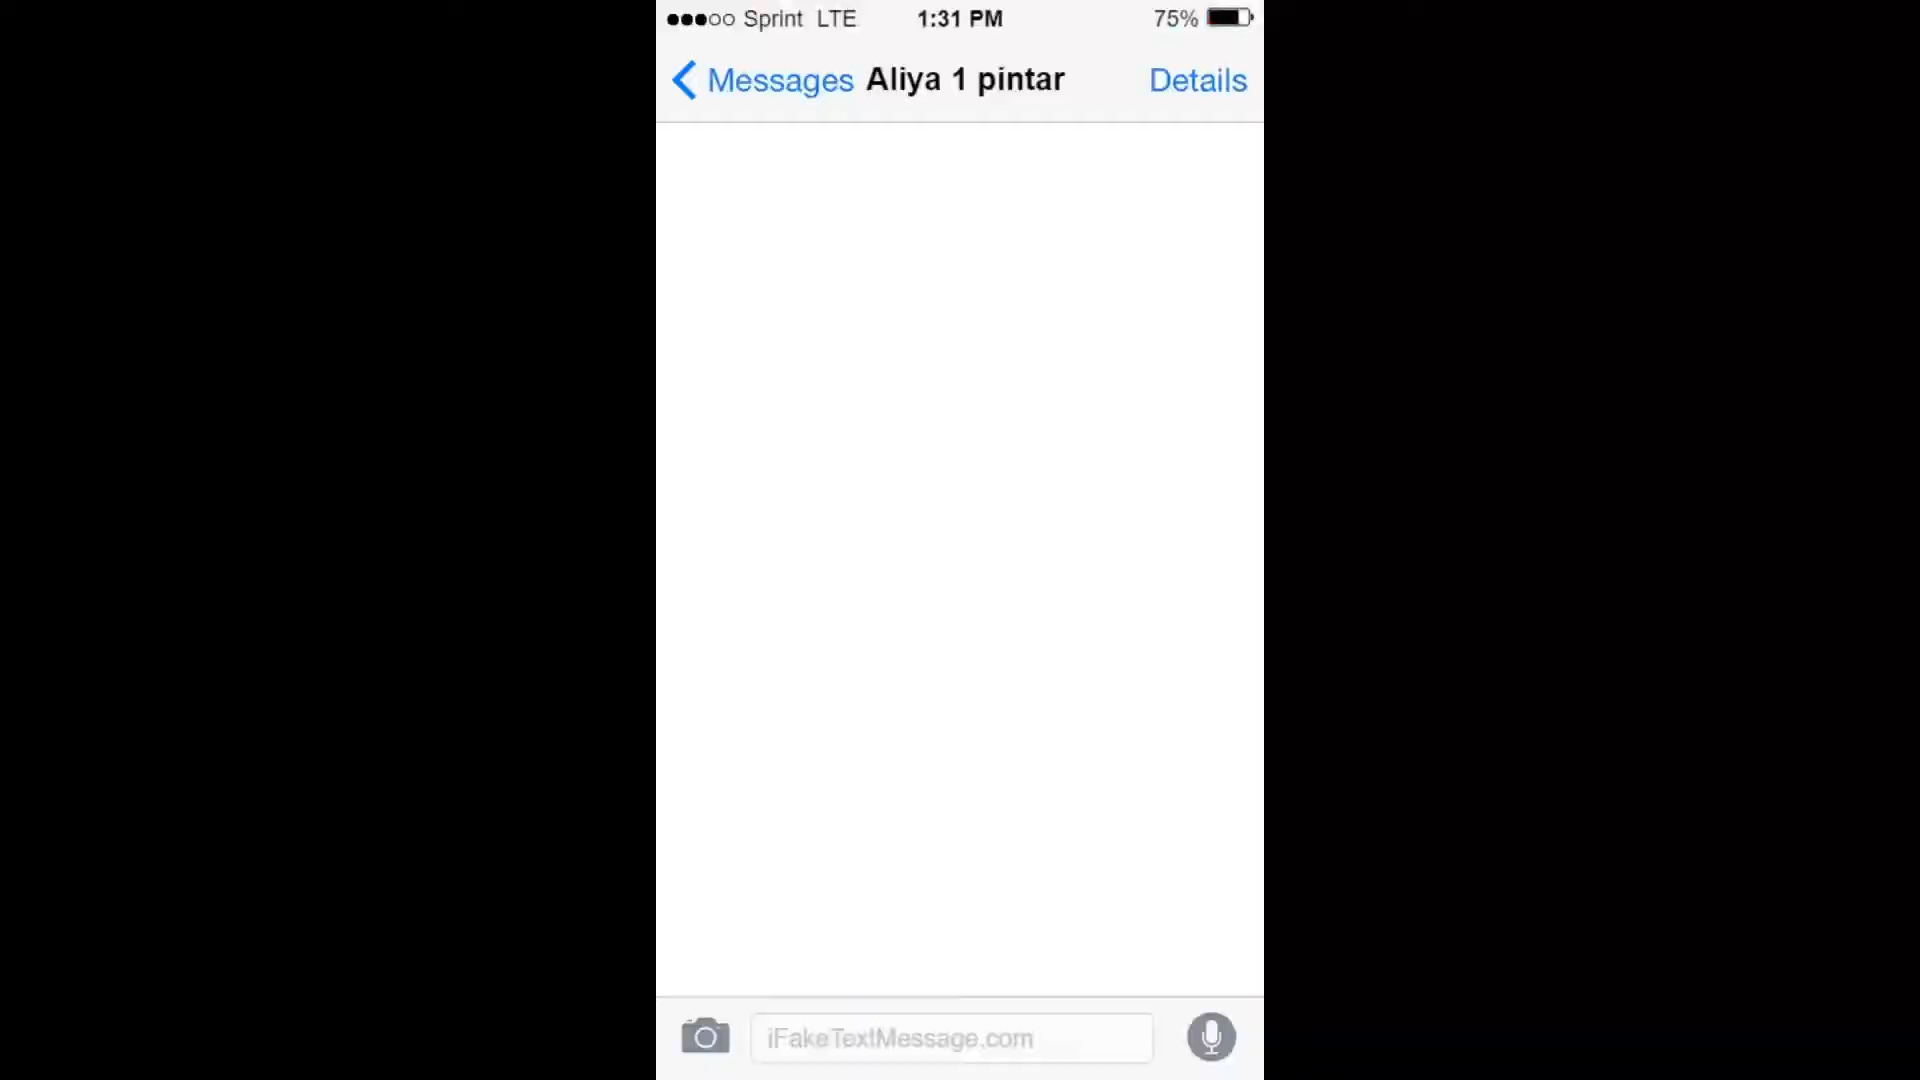 Sprint LTE 1:31 PM 75%
Messages Aliya 1 pintar Details
iFakeTextMessage.com